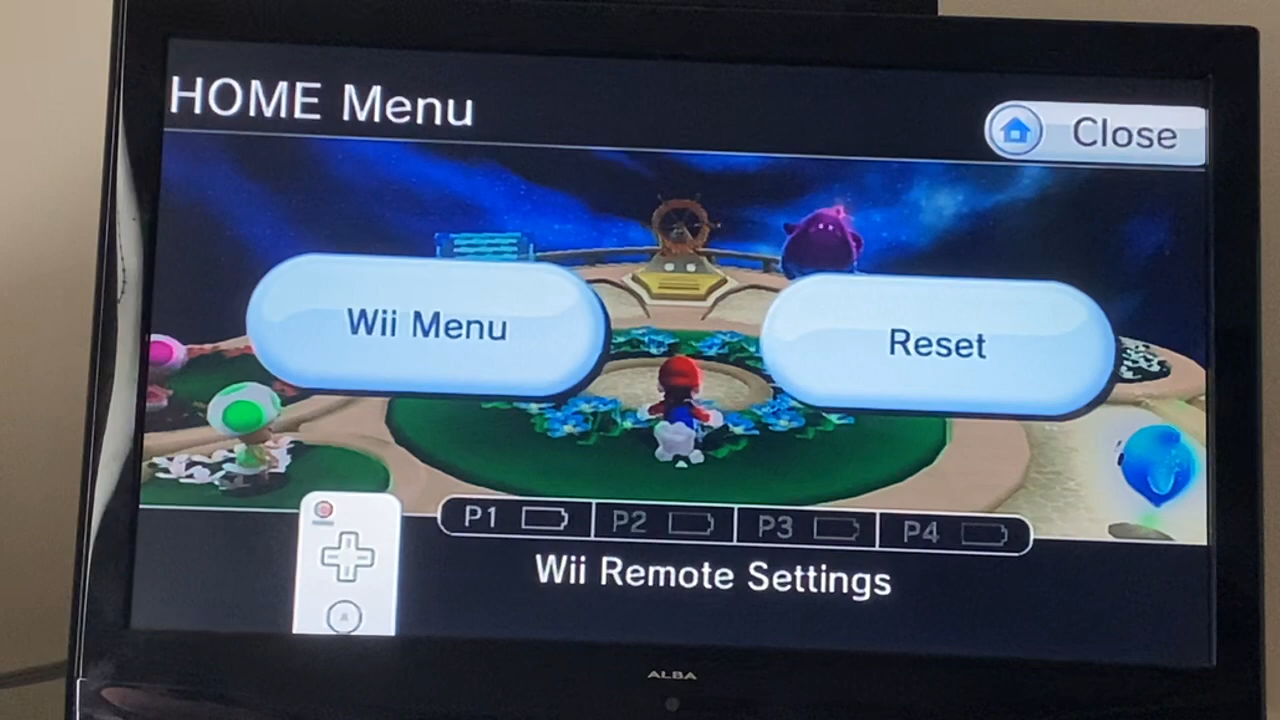 HOME Menu
Close
Wii Menu
Reset
P1 P2 P3 P4
Wii Remote Settings
A
ALBA